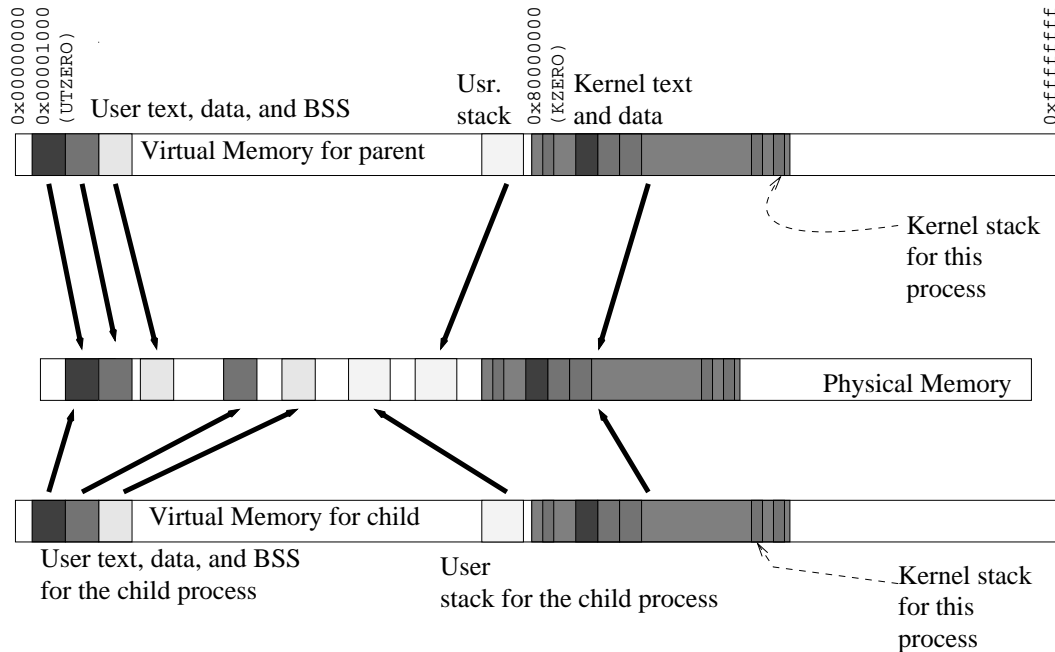 0x00000000
0x00001000
(UTZERO)
User text, data, and BSS
Usr.
stack
0x80000000
(KZERO)
Kernel text
and data
0xffffffff
Virtual Memory for parent
Kernel stack
for this
process
Physical Memory
Virtual Memory for child
User text, data, and BSS
for the child process
User
stack for the child process
Kernel stack
for this
process